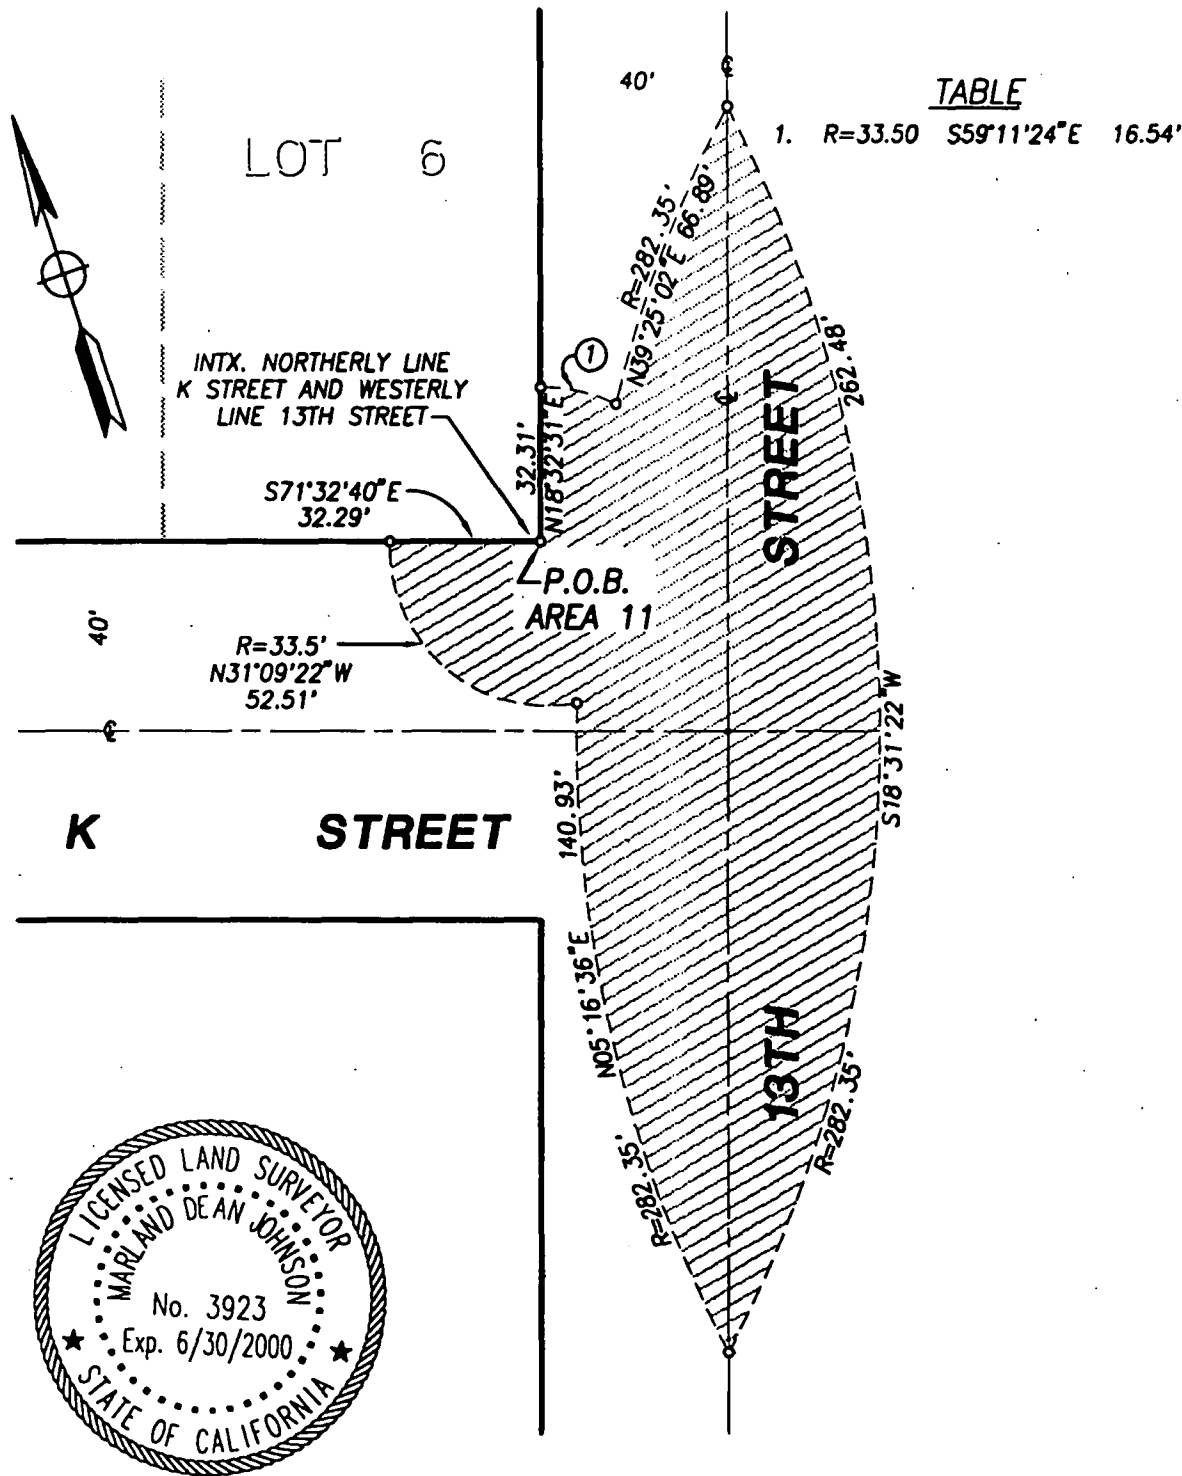 40'
℄
TABLE
1. R=33.50 S59°11'24"E 16.54'
LOT 6
R=282.35'
N39°25'02"E 66.89'
1
INTX. NORTHERLY LINE
K STREET AND WESTERLY
LINE 13TH STREET
32.31'
N18°32'31"E
262.48'
℄
STREET
S71°32'40"E
32.29'
P.O.B.
AREA 11
40'
R=33.5'
N31°09'22"W
52.51'
S18°31'22"W
℄
K STREET
140.93'
N05°16'36"E
R=282.35'
13TH
R=282.35'
LICENSED LAND SURVEYOR
MARLAND DEAN JOHNSON
No. 3923
Exp. 6/30/2000
STATE OF CALIFORNIA